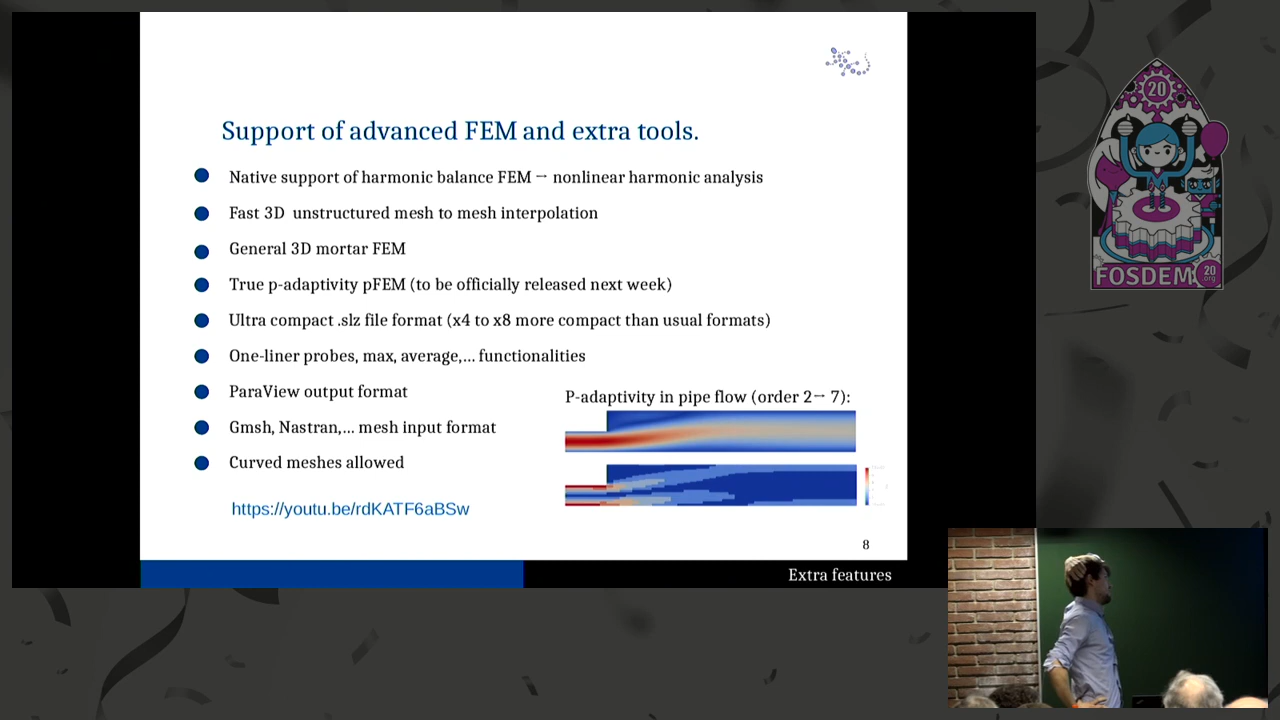 Support of advanced FEM and extra tools.
Native support of harmonic balance FEM → nonlinear harmonic analysis
Fast 3D unstructured mesh to mesh interpolation
General 3D mortar FEM
True p-adaptivity pFEM (to be officially released next week)
Ultra compact .slz file format (x4 to x8 more compact than usual formats)
One-liner probes, max, average,... functionalities
ParaView output format
P-adaptivity in pipe flow (order 2→ 7):
Gmsh, Nastran,... mesh input format
Curved meshes allowed
https://youtu.be/rdKATF6aBSw
8
Extra features
20
FOSDEM
20
.org